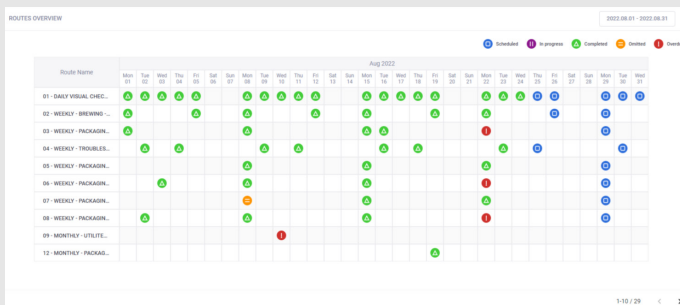 ROUTES OVERVIEW
2022.08.01 - 2022.08.31
Scheduled In progress Completed Omitted Overd
Route Name
Aug 2022
Mon 01 Tue 02 Wed 03 Thu 04 Fri 05 Sat 06 Sun 07 Mon 08 Tue 09 Wed 10 Thu 11 Fri 12 Sat 13 Sun 14 Mon 15 Tue 16 Wed 17 Thu 18 Fri 19 Sat 20 Sun 21 Mon 22 Tue 23 Wed 24 Thu 25 Fri 26 Sat 27 Sun 28 Mon 29 Tue 30 Wed 31
01 - DAILY VISUAL CHEC...
02 - WEEKLY - BREWING -...
03 - WEEKLY - PACKAGIN...
04 - WEEKLY - TROUBLES...
05 - WEEKLY - PACKAGIN...
06 - WEEKLY - PACKAGIN...
07 - WEEKLY - PACKAGIN...
08 - WEEKLY - PACKAGIN...
09 - MONTHLY - UTILITE...
12 - MONTHLY - PACKAG...
1-10 / 29